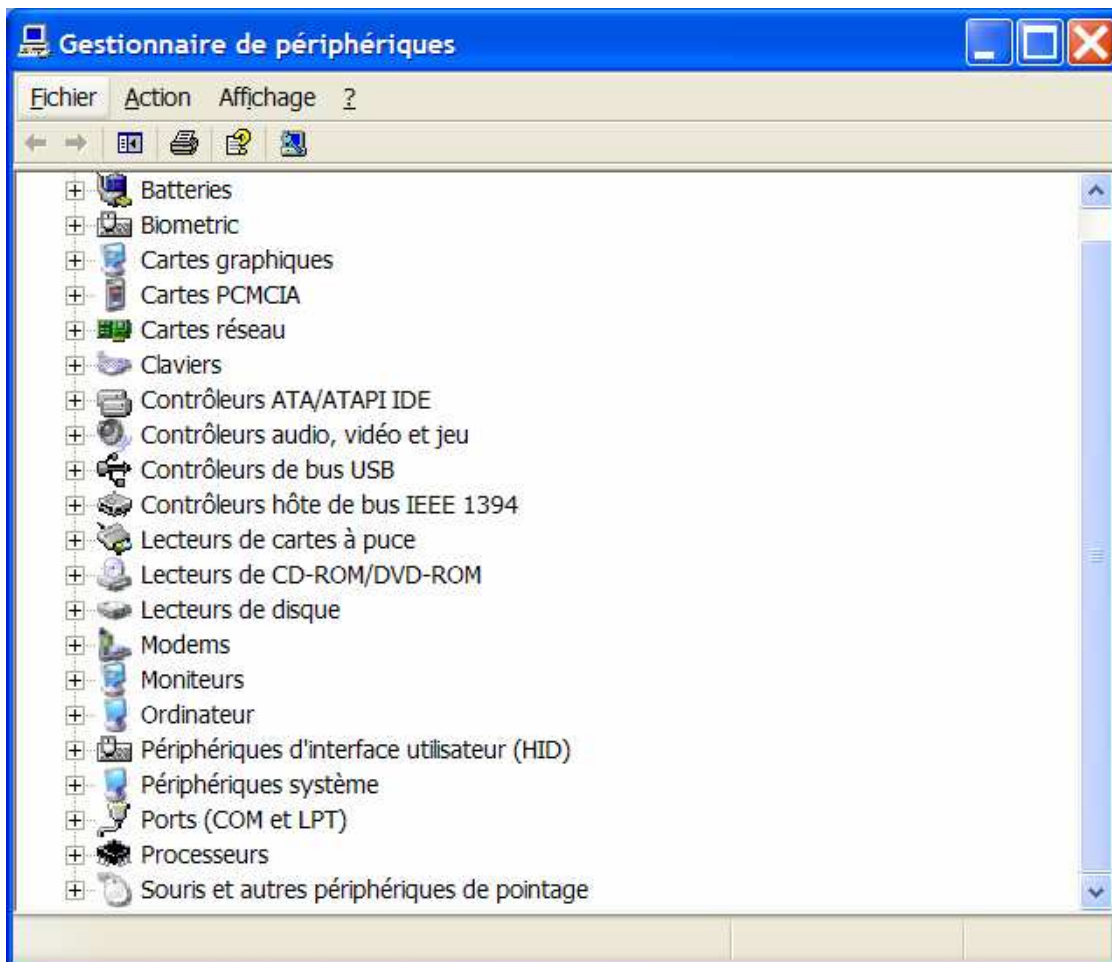 Gestionnaire de périphériques
Fichier Action Affichage ?
Batteries
Biometric
Cartes graphiques
Cartes PCMCIA
Cartes réseau
Claviers
Contrôleurs ATA/ATAPI IDE
Contrôleurs audio, vidéo et jeu
Contrôleurs de bus USB
Contrôleurs hôte de bus IEEE 1394
Lecteurs de cartes à puce
Lecteurs de CD-ROM/DVD-ROM
Lecteurs de disque
Modems
Moniteurs
Ordinateur
Périphériques d'interface utilisateur (HID)
Périphériques système
Ports (COM et LPT)
Processeurs
Souris et autres périphériques de pointage